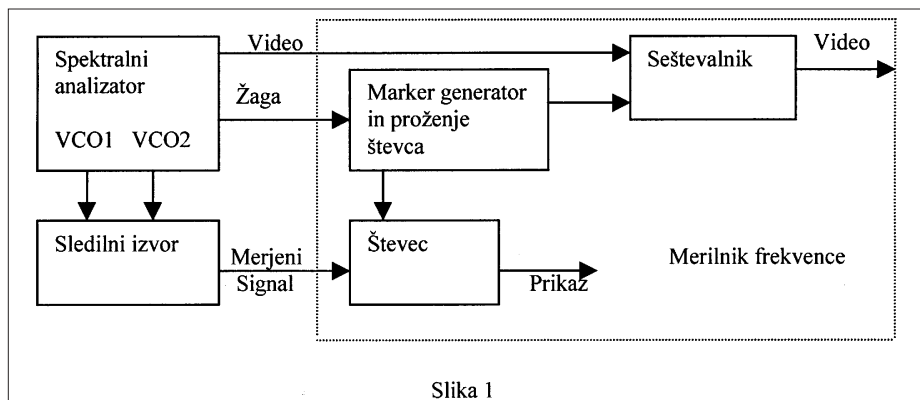 Spektralni
analizator
VCO1 VCO2
Video
Žaga
Marker generator
in proženje
števca
Seštevalnik
Video
Sledilni izvor
Merjeni
Signal
Števec
Prikaz
Merilnik frekvence
Slika 1